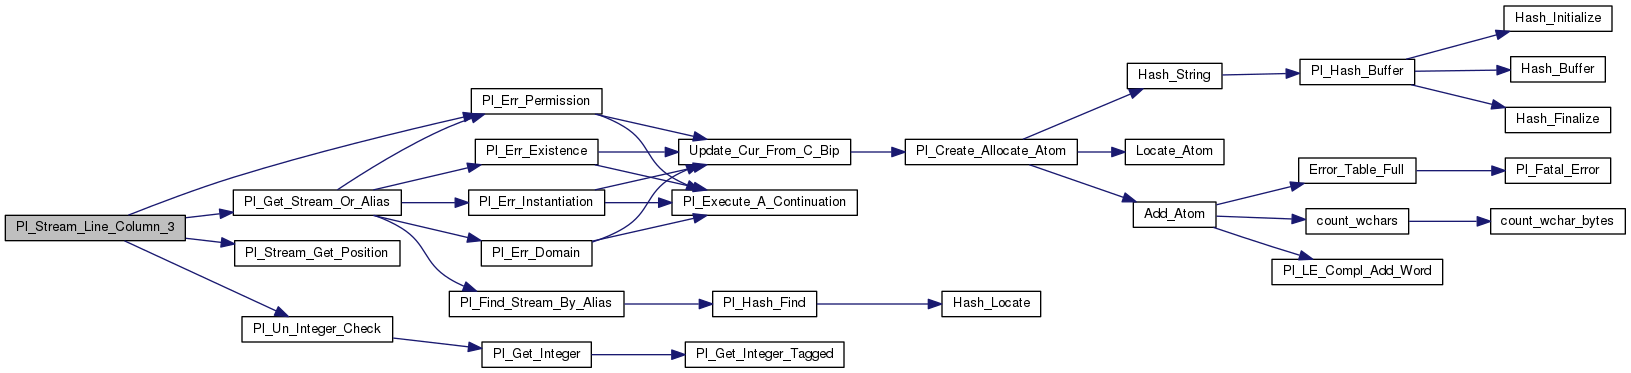 Pl_Stream_Line_Column_3
Pl_Err_Permission
Pl_Err_Existence
Pl_Get_Stream_Or_Alias
Pl_Err_Instantiation
Pl_Stream_Get_Position
Pl_Err_Domain
Pl_Find_Stream_By_Alias
Pl_Un_Integer_Check
Pl_Get_Integer
Update_Cur_From_C_Bip
Pl_Execute_A_Continuation
Pl_Hash_Find
Pl_Get_Integer_Tagged
Pl_Create_Allocate_Atom
Hash_Locate
Hash_String
Locate_Atom
Add_Atom
Pl_Hash_Buffer
Error_Table_Full
count_wchars
Pl_LE_Compl_Add_Word
Hash_Initialize
Hash_Buffer
Hash_Finalize
Pl_Fatal_Error
count_wchar_bytes